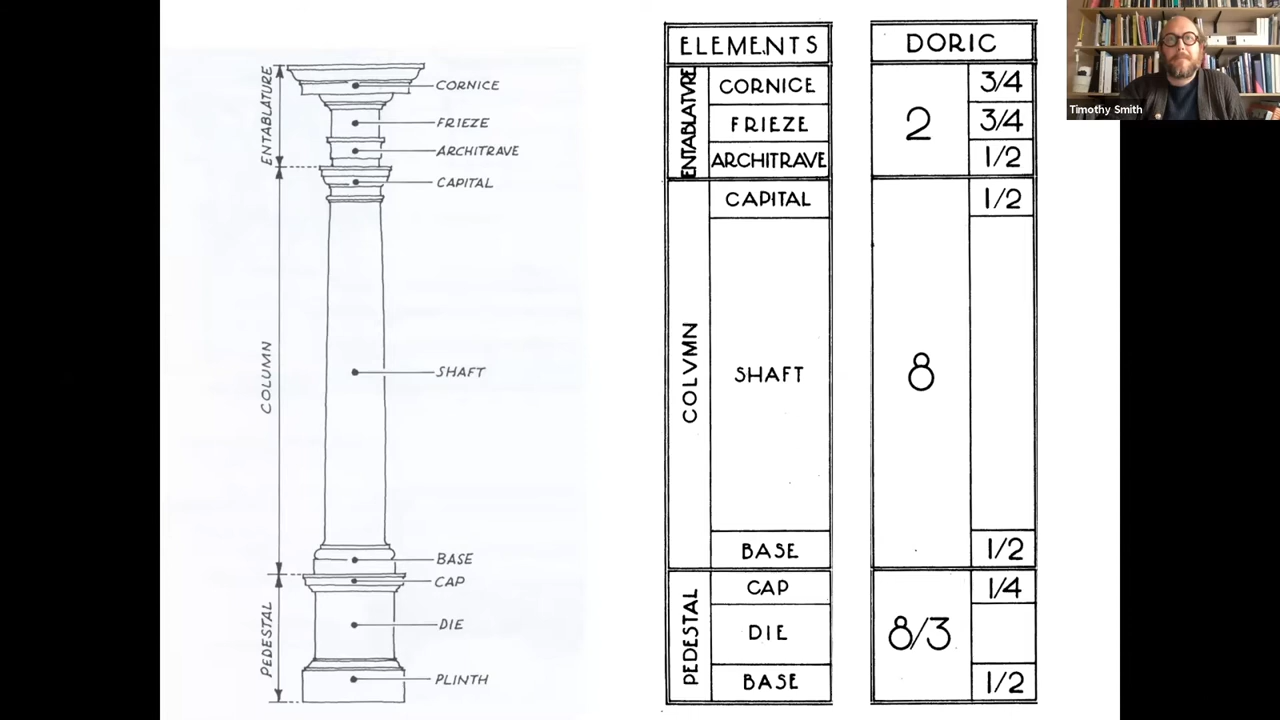 ENTABLATURE
CORNICE
FRIEZE
ARCHITRAVE
CAPITAL
COLUMN
SHAFT
BASE
CAP
PEDESTAL
DIE
PLINTH
ELEMENTS
ENTABLATVRE
CORNICE
FRIEZE
ARCHITRAVE
COLVMN
CAPITAL
SHAFT
BASE
PEDESTAL
CAP
DIE
BASE
DORIC
2
3/4
3/4
1/2
8
1/2
1/2
8/3
1/4
1/2
Timothy Smith